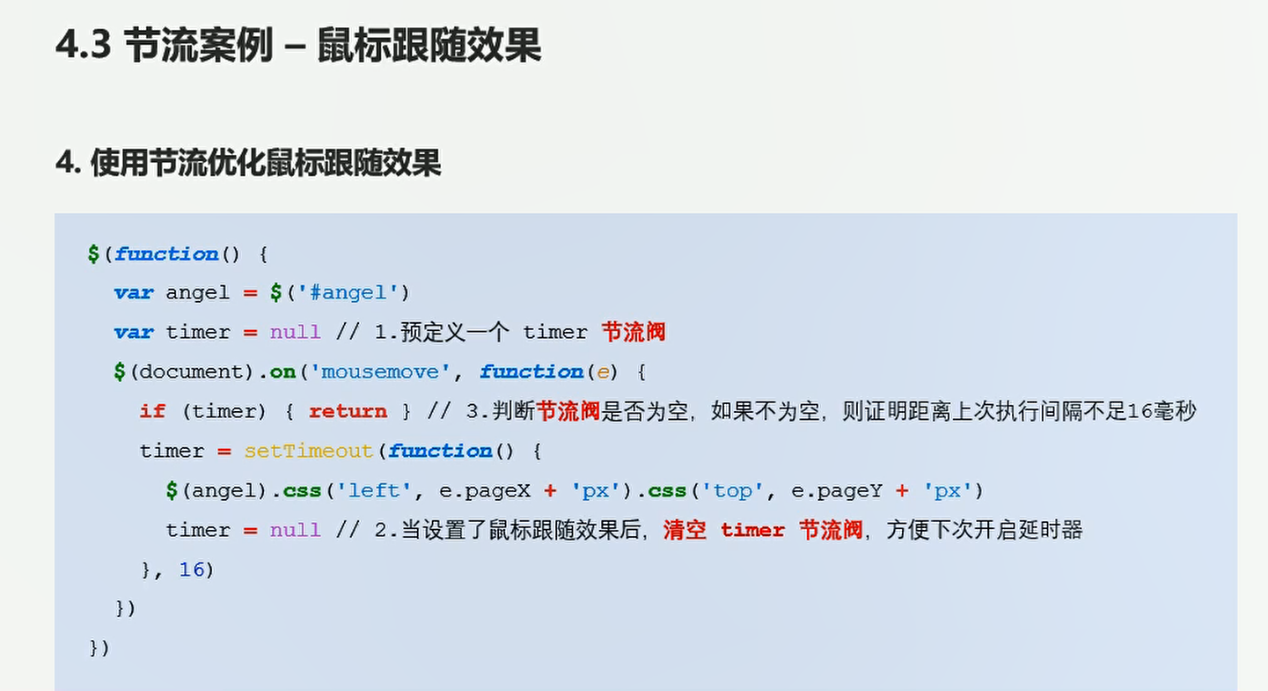 4.3 节流案例 – 鼠标跟随效果
4. 使用节流优化鼠标跟随效果
$(function() {
var angel = $('#angel')
var timer = null // 1.预定义一个 timer 节流阀
$(document).on('mousemove', function(e) {
if (timer) { return } // 3.判断节流阀是否为空，如果不为空，则证明距离上次执行间隔不足16毫秒
timer = setTimeout(function() {
$(angel).css('left', e.pageX + 'px').css('top', e.pageY + 'px')
timer = null // 2.当设置了鼠标跟随效果后，清空 timer 节流阀，方便下次开启延时器
}, 16)
})
})